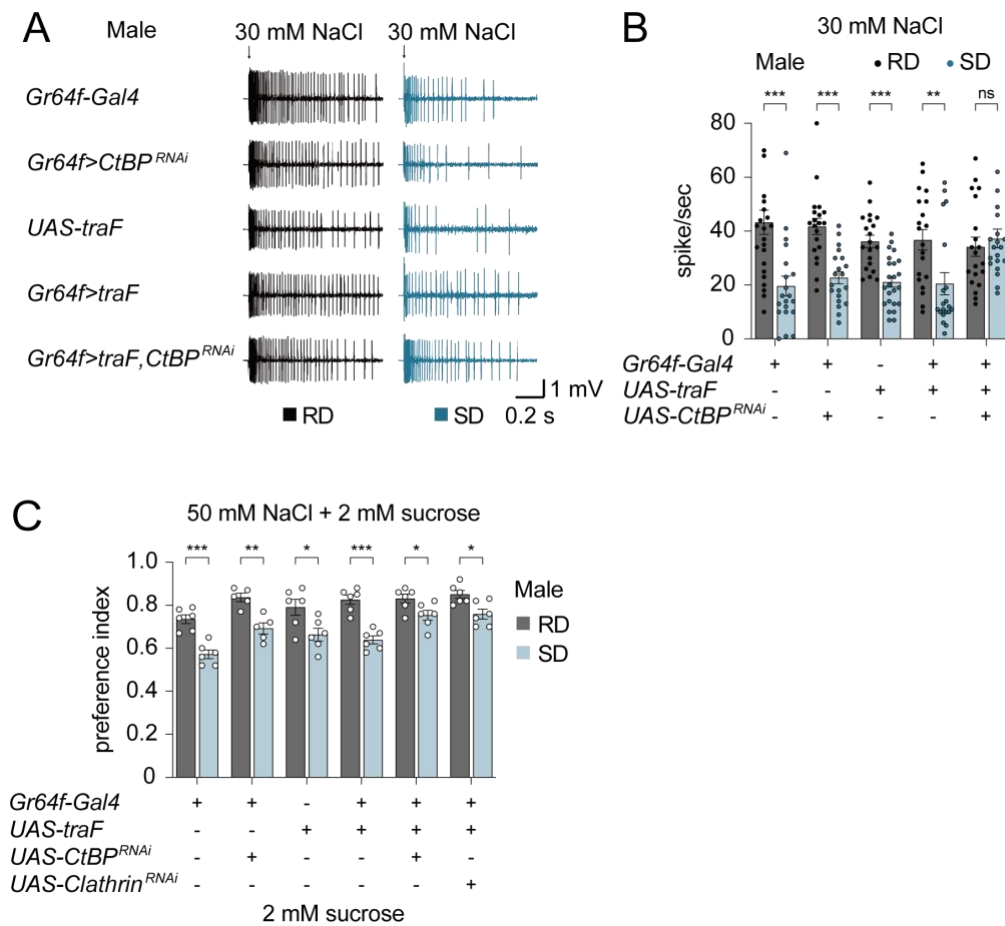 A
Male
30 mM NaCl 30 mM NaCl
Gr64f-Gal4
Gr64f>CtBP RNAi
UAS-traF
Gr64f>traF
Gr64f>traF,CtBP RNAi
1 mV
RD SD 0.2 s
B
30 mM NaCl
Male RD SD
*** *** *** ** ns
80
60
40
20
0
spike/sec
Gr64f-Gal4 + + - + +
UAS-traF - - + + +
UAS-CtBP RNAi - + - - +
C
50 mM NaCl + 2 mM sucrose
*** ** * *** * *
1.0
0.8
0.6
0.4
0.2
0
preference index
Male
RD
SD
Gr64f-Gal4 + + - + + +
UAS-traF - - + + + +
UAS-CtBP RNAi - + - - + -
UAS-Clathrin RNAi - - - - - +
2 mM sucrose